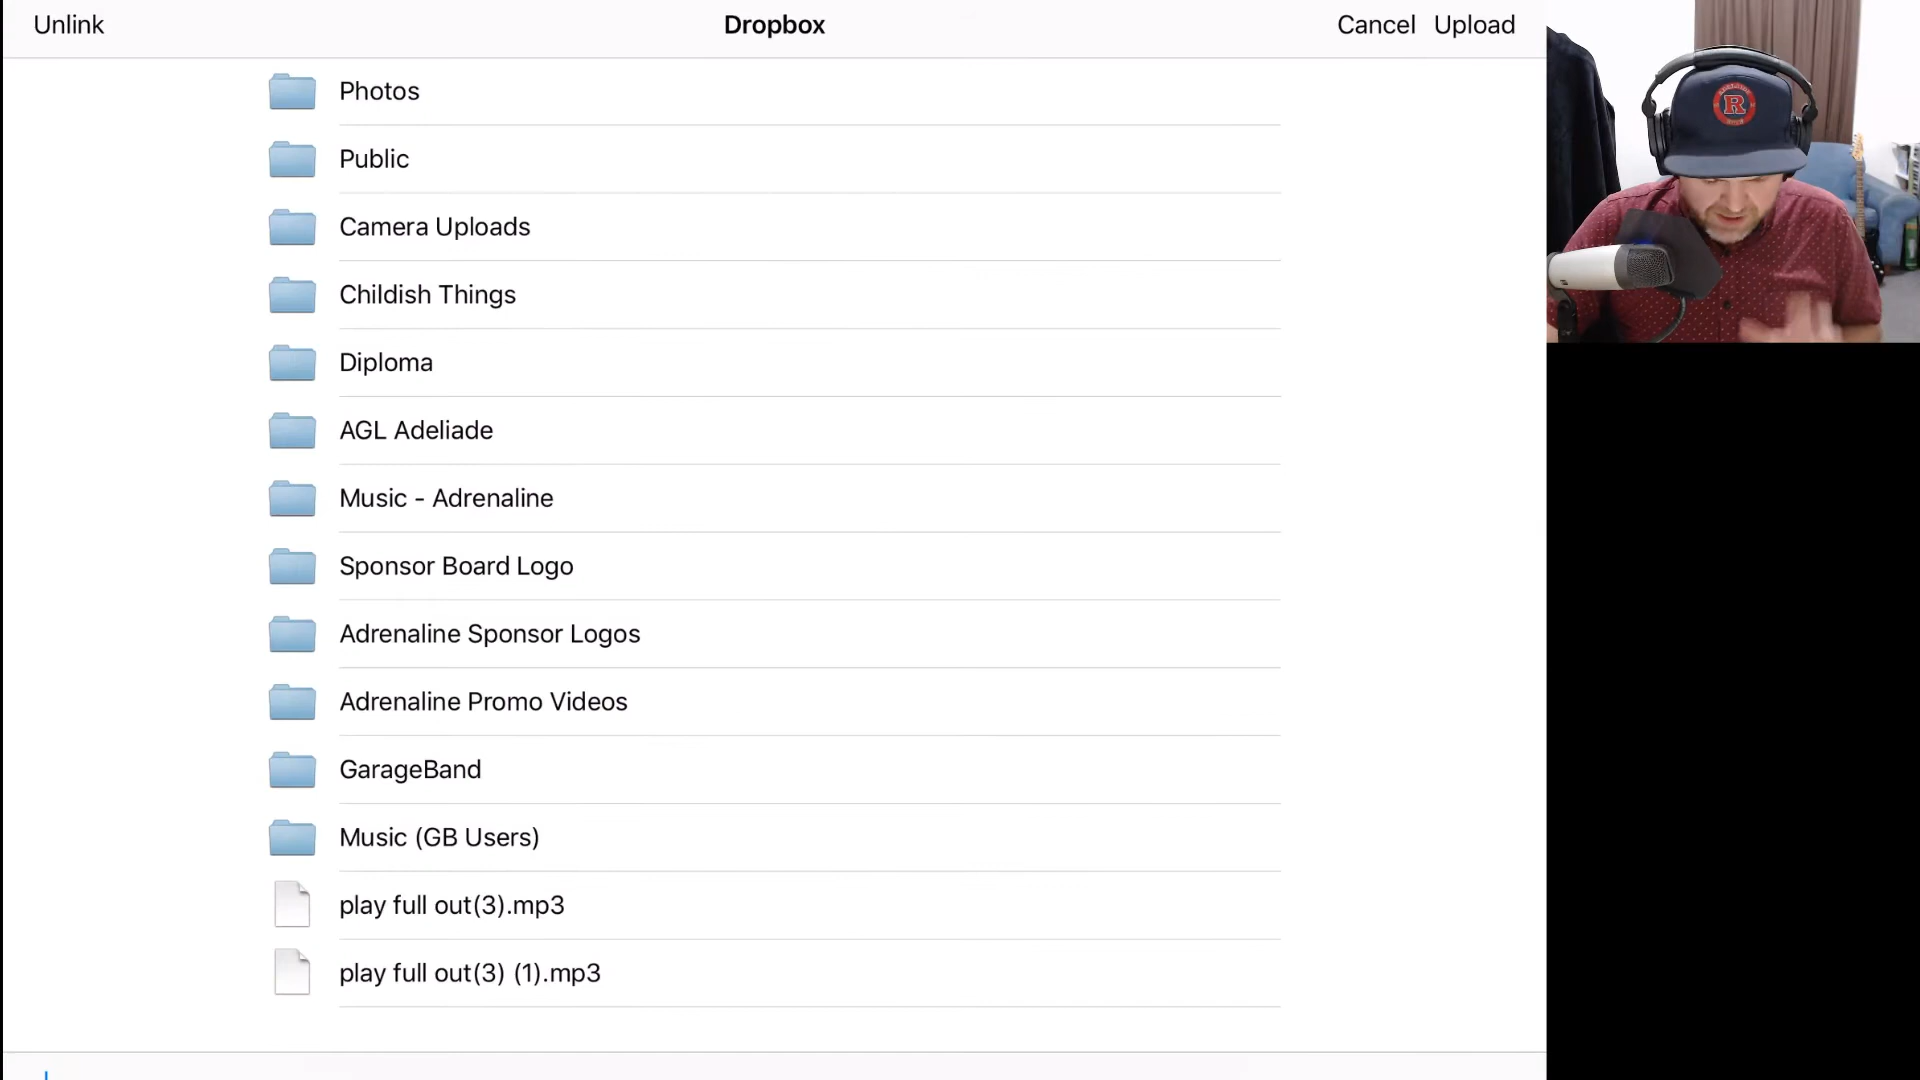 Unlink
Dropbox
Cancel
Upload
Photos
Public
Camera Uploads
Childish Things
Diploma
AGL Adeliade
Music - Adrenaline
Sponsor Board Logo
Adrenaline Sponsor Logos
Adrenaline Promo Videos
GarageBand
Music (GB Users)
play full out(3).mp3
play full out(3) (1).mp3
R